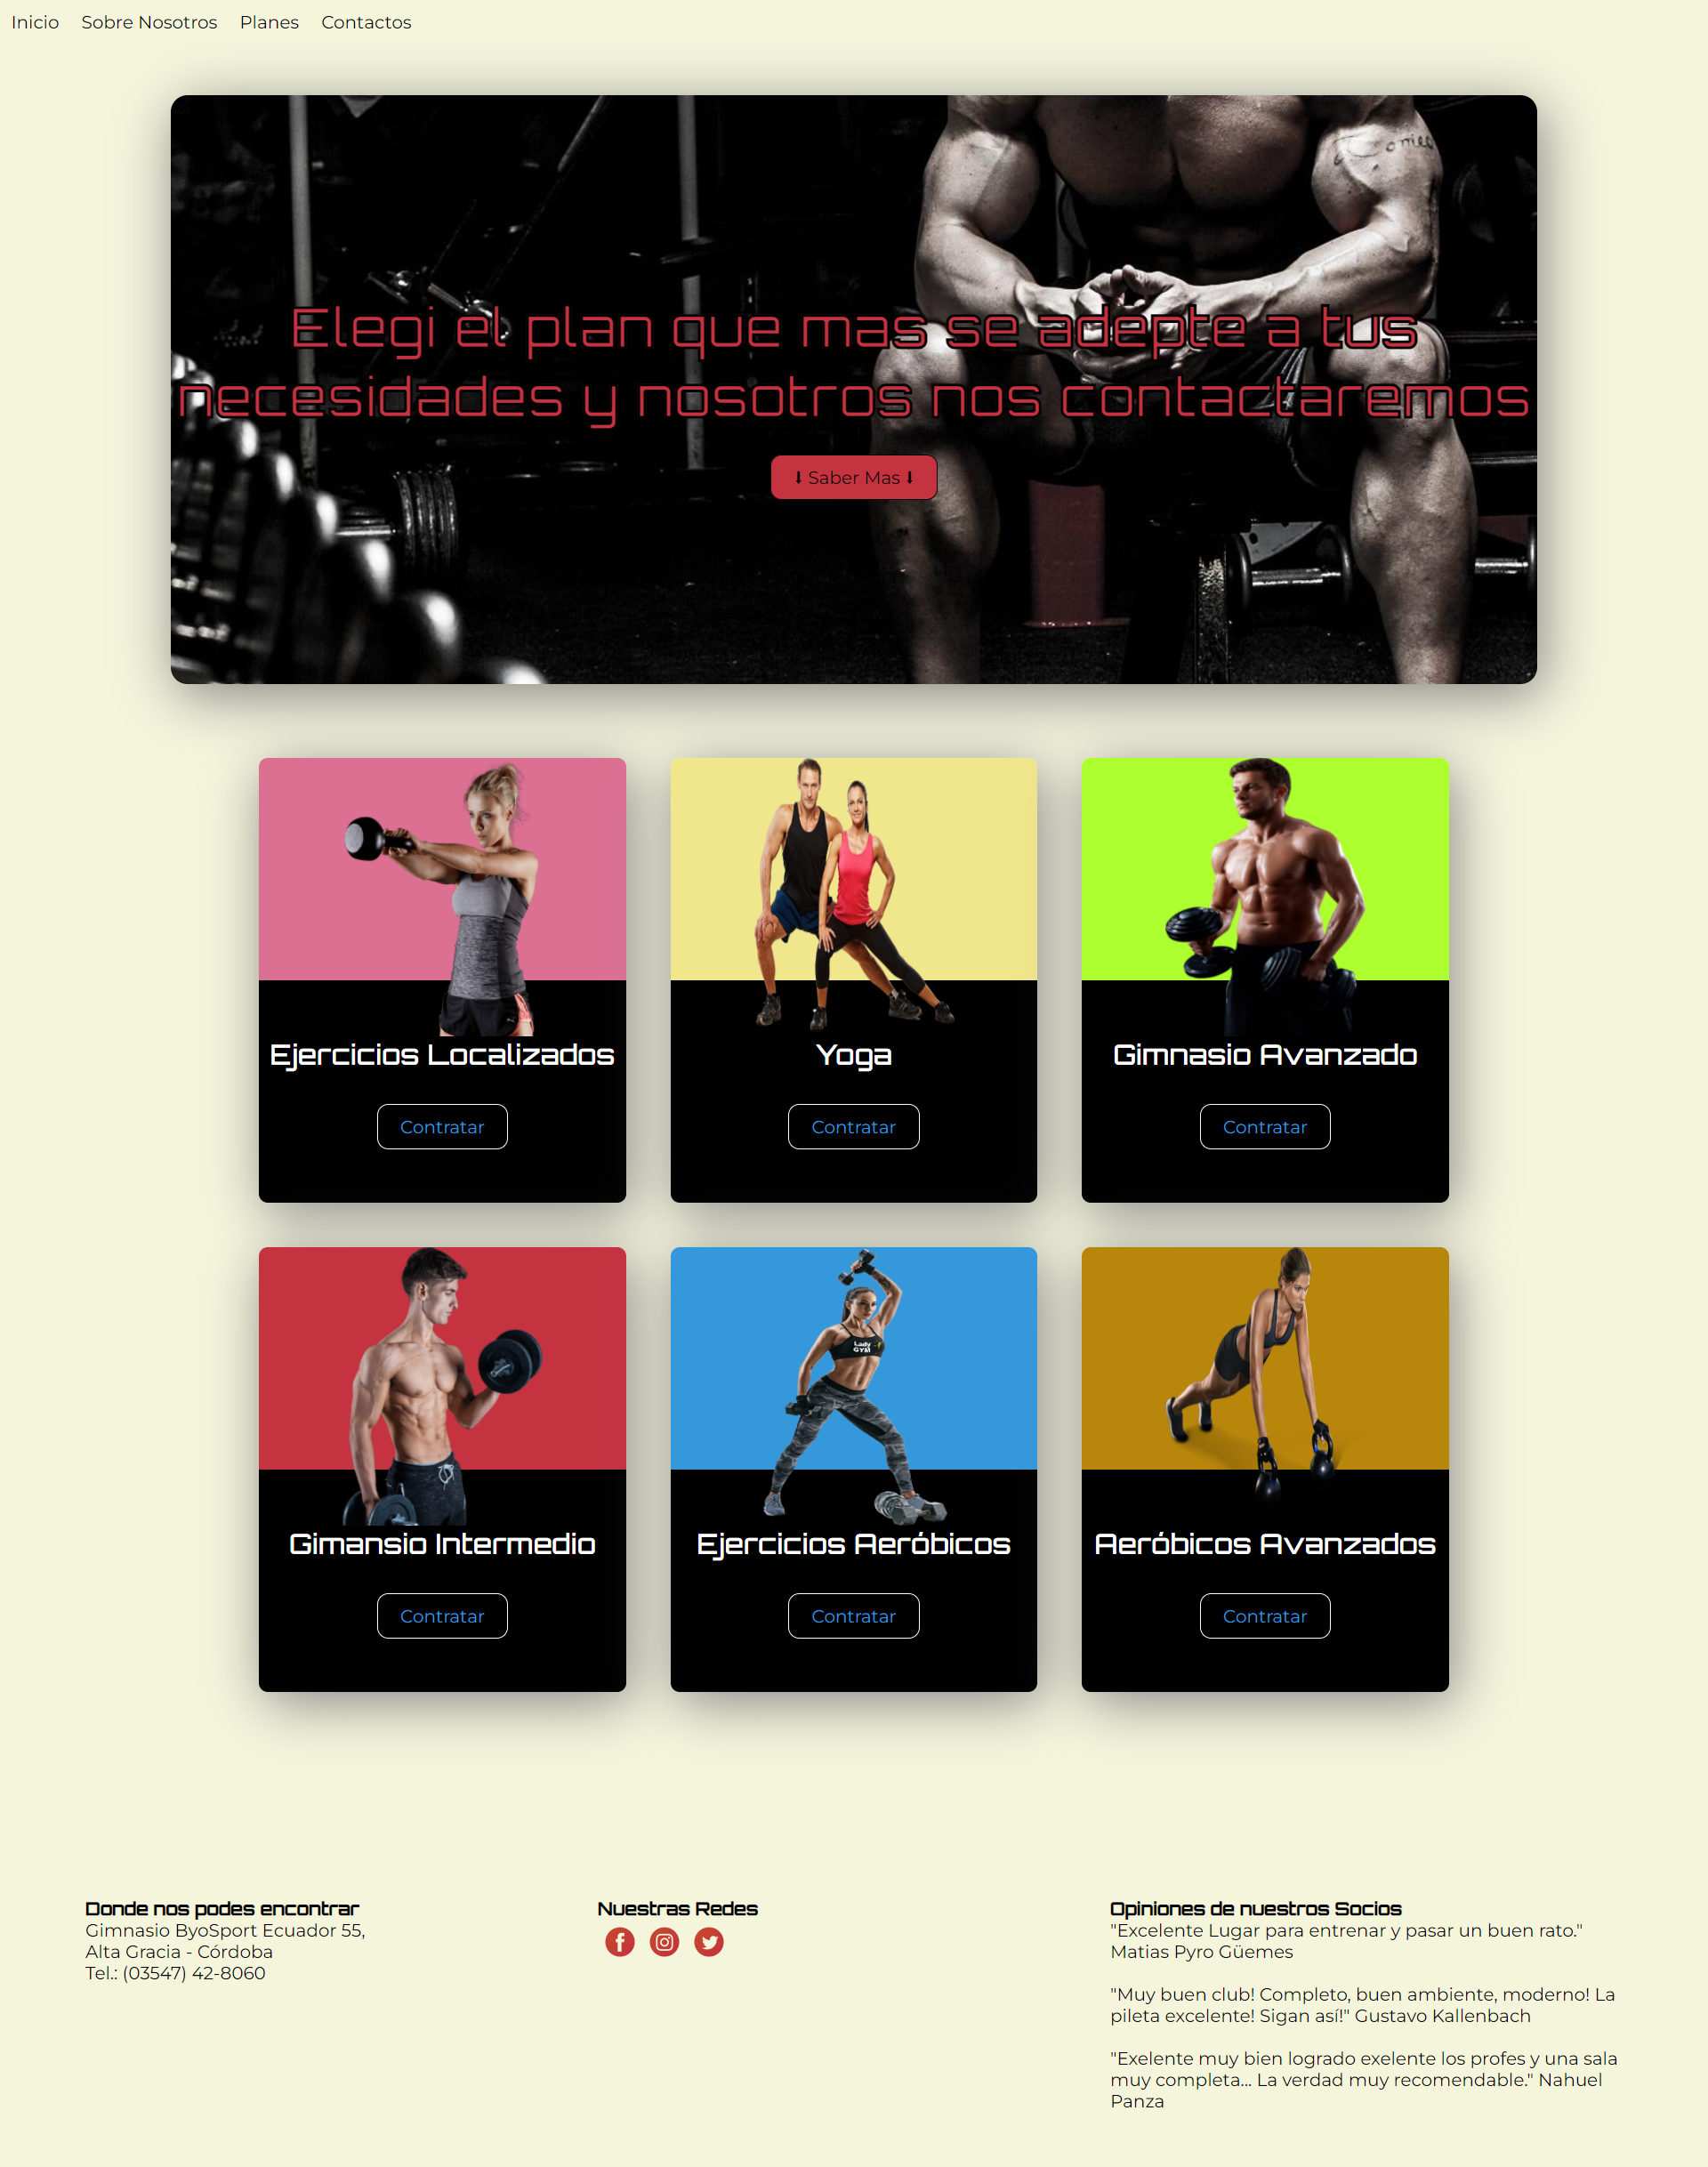 Inicio Sobre Nosotros Planes Contactos
Elegi el plan que mas se adepte a tus
necesidades y nosotros nos contactaremos
⬇ Saber Mas ⬇
Ejercicios Localizados
Contratar
Yoga
Contratar
Gimnasio Avanzado
Contratar
Gimansio Intermedio
Contratar
Lady
GYM
Ejercicios Aeróbicos
Contratar
Aeróbicos Avanzados
Contratar
Donde nos podes encontrar
Gimnasio ByoSport Ecuador 55,
Alta Gracia - Córdoba
Tel.: (03547) 42-8060
Nuestras Redes
Opiniones de nuestros Socios
"Excelente Lugar para entrenar y pasar un buen rato."
Matias Pyro Güemes
"Muy buen club! Completo, buen ambiente, moderno! La
pileta excelente! Sigan así!" Gustavo Kallenbach
"Exelente muy bien logrado exelente los profes y una sala
muy completa... La verdad muy recomendable." Nahuel
Panza